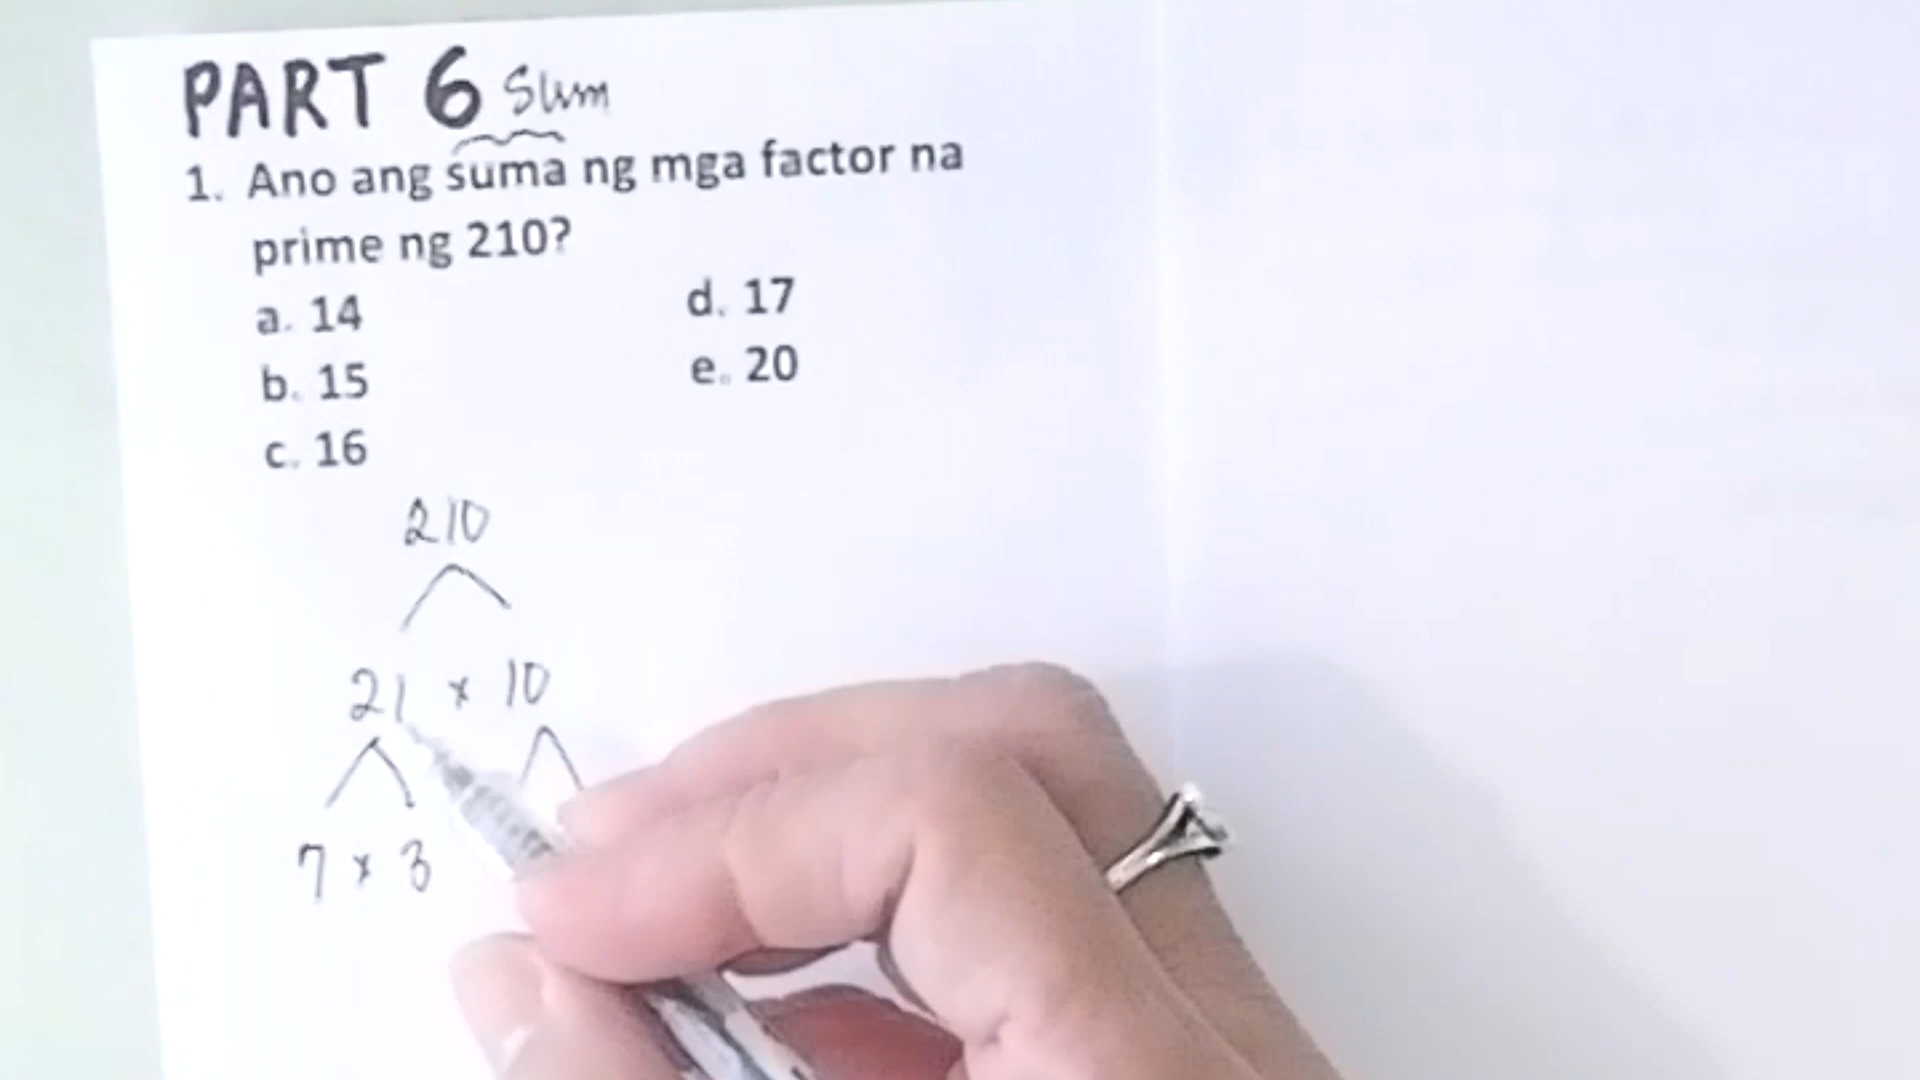 PART 6 Sum
1. Ano ang suma ng mga factor na
prime ng 210?
a. 14
d. 17
b. 15
e. 20
c. 16
210
21 x 10
7 x 3